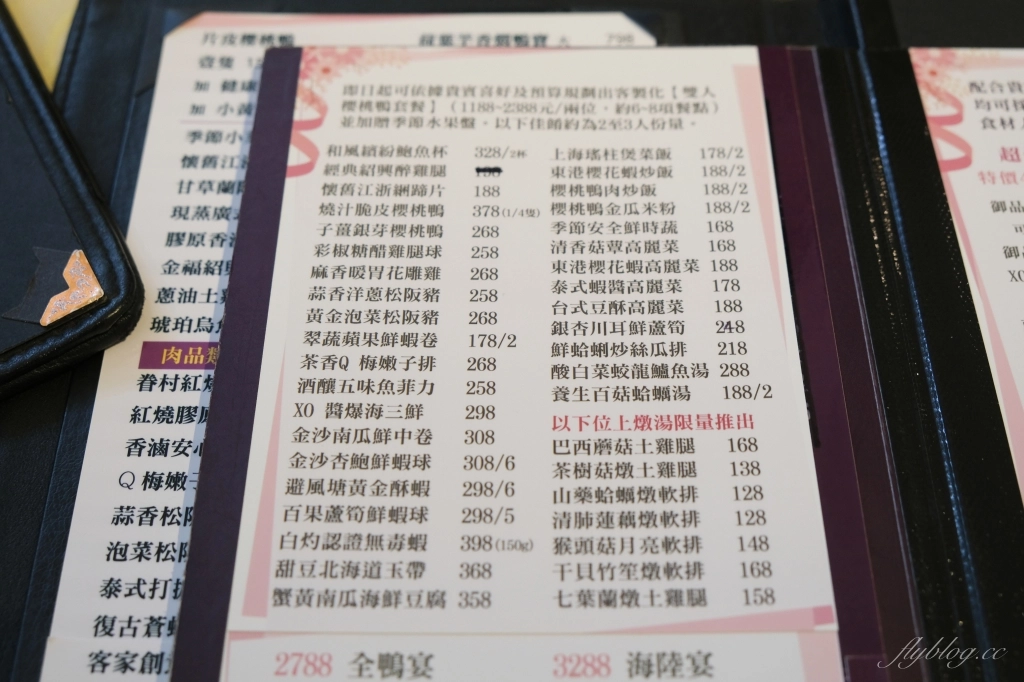 片皮櫻桃鴨
798
壹隻
加 健康
加 小
季節小
懷舊江浙
甘草蘭
現蒸廣式
膠原香
金福紹興
蔥油土雞
琥珀烏
肉品類
眷村紅燒
紅燒膠原
香滷安心
Q 梅嫩子
蒜香松阪
泡菜松阪
泰式打拋
復古蒼蠅
客家創
即日起可依據貴賓喜好及預算規劃出客製化【雙人
櫻桃鴨套餐】(1188~2388元/兩位，約6~8項餐點)
並加贈季節水果盤。以下佳餚約為2至3人份量。
和風繽紛鮑魚杯 328/2杯
經典紹興醉雞腿
懷舊江浙網蹄片 188
燒汁脆皮櫻桃鴨 378(1/4隻)
子薑銀芽櫻桃鴨 268
彩椒糖醋雞腿球 258
麻香暖胃花雕雞 268
蒜香洋蔥松阪豬 258
黃金泡菜松阪豬 268
翠蔬蘋果鮮蝦卷 178/2
茶香Q 梅嫩子排 268
酒釀五味魚菲力 258
XO 醬爆海三鮮 298
金沙南瓜鮮中卷 308
金沙杏鮑鮮蝦球 308/6
避風塘黃金酥蝦 298/6
百果蘆筍鮮蝦球 298/5
白灼認證無毒蝦 398(150g)
甜豆北海道玉帶 368
蟹黃南瓜海鮮豆腐 358
上海瑤柱煲菜飯 178/2
東港櫻花蝦炒飯 188/2
櫻桃鴨肉炒飯 188/2
櫻桃鴨金瓜米粉 188/2
季節安全鮮時蔬 168
清香菇蕈高麗菜 168
東港櫻花蝦高麗菜 188
泰式蝦醬高麗菜 178
台式豆酥高麗菜 188
銀杏川耳鮮蘆筍 248
鮮蛤蜊炒絲瓜排 218
酸白菜蛟龍鱸魚湯 288
養生百菇蛤蠣湯 188/2
以下位上燉湯限量推出
巴西蘑菇土雞腿 168
茶樹菇燉土雞腿 138
山藥蛤蠣燉軟排 128
清肺蓮藕燉軟排 128
猴頭菇月亮軟排 148
干貝竹笙燉軟排 168
七葉蘭燉土雞腿 158
2788 全鴨宴
3288 海陸宴
配合貴
均可採
食材
超
特價
御品
可
御
XO
flyblog.cc